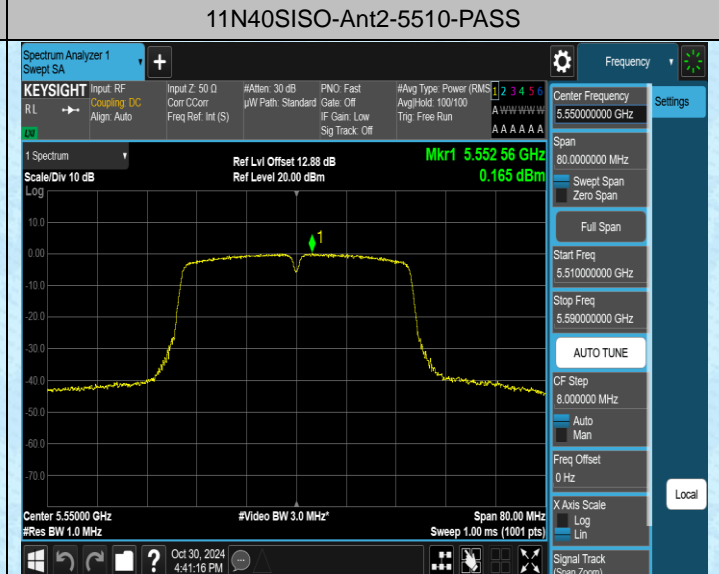 11N40SISO-Ant2-5510-PASS
Spectrum Analyzer 1
Swept SA
Frequency
KEYSIGHT
RL
Input: RF
Coupling: DC
Align: Auto
Input Z: 50 Ω
Corr CCorr
Freq Ref: Int (S)
#Atten: 30 dB
µW Path: Standard
PNO: Fast
Gate: Off
IF Gain: Low
Sig Track: Off
#Avg Type: Power (RMS
Avg|Hold: 100/100
Trig: Free Run
1 2 3 4 5 6
A W W W W W
A A A A A A
1 Spectrum
Scale/Div 10 dB
Log
Ref Lvl Offset 12.88 dB
Ref Level 20.00 dBm
Mkr1 5.552 56 GHz
0.165 dBm
10.0
0.00
-10.0
-20.0
-30.0
-40.0
-50.0
-60.0
-70.0
1
Center 5.55000 GHz
#Res BW 1.0 MHz
#Video BW 3.0 MHz*
Span 80.00 MHz
Sweep 1.00 ms (1001 pts)
Oct 30, 2024
4:41:16 PM
Center Frequency
5.550000000 GHz
Settings
Span
80.0000000 MHz
Swept Span
Zero Span
Full Span
Start Freq
5.510000000 GHz
Stop Freq
5.590000000 GHz
AUTO TUNE
CF Step
8.000000 MHz
Auto
Man
Freq Offset
0 Hz
X Axis Scale
Log
Lin
Local
Signal Track
(Span Zoom)